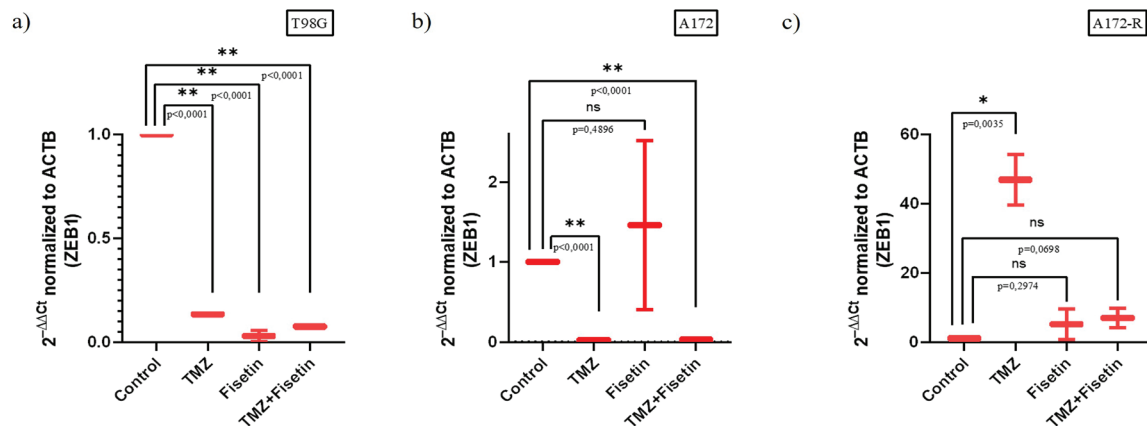 a)
T98G
**
p<0,0001
**
p<0,0001
**
p<0,0001
2−ΔΔCt normalized to ACTB
(ZEB1)
1.0
0.5
0.0
Control
TMZ
Fisetin
TMZ+Fisetin
b)
A172
**
p<0,0001
ns
p=0,4896
**
p<0,0001
2−ΔΔCt normalized to ACTB
(ZEB1)
2
1
0
Control
TMZ
Fisetin
TMZ+Fisetin
c)
A172-R
*
p=0,0035
ns
p=0,0698
ns
p=0,2974
2−ΔΔCt normalized to ACTB
(ZEB1)
60
40
20
0
Control
TMZ
Fisetin
TMZ+Fisetin